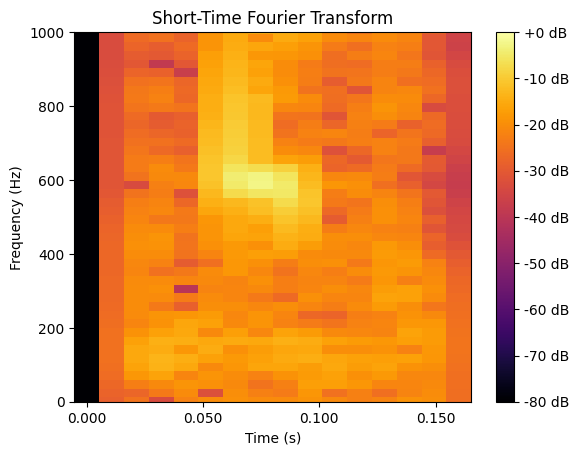 Short-Time Fourier Transform
Frequency (Hz)
1000
800
600
400
200
0
0.000
0.050
0.100
0.150
Time (s)
+0 dB
-10 dB
-20 dB
-30 dB
-40 dB
-50 dB
-60 dB
-70 dB
-80 dB